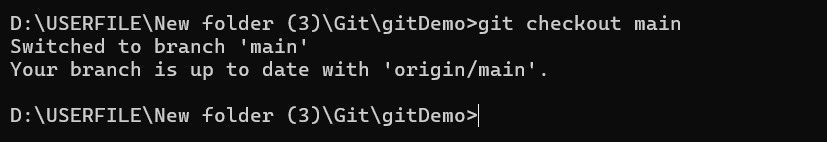 D:\USERFILE\New folder (3)\Git\gitDemo>git checkout main
Switched to branch 'main'
Your branch is up to date with 'origin/main'.
D:\USERFILE\New folder (3)\Git\gitDemo>